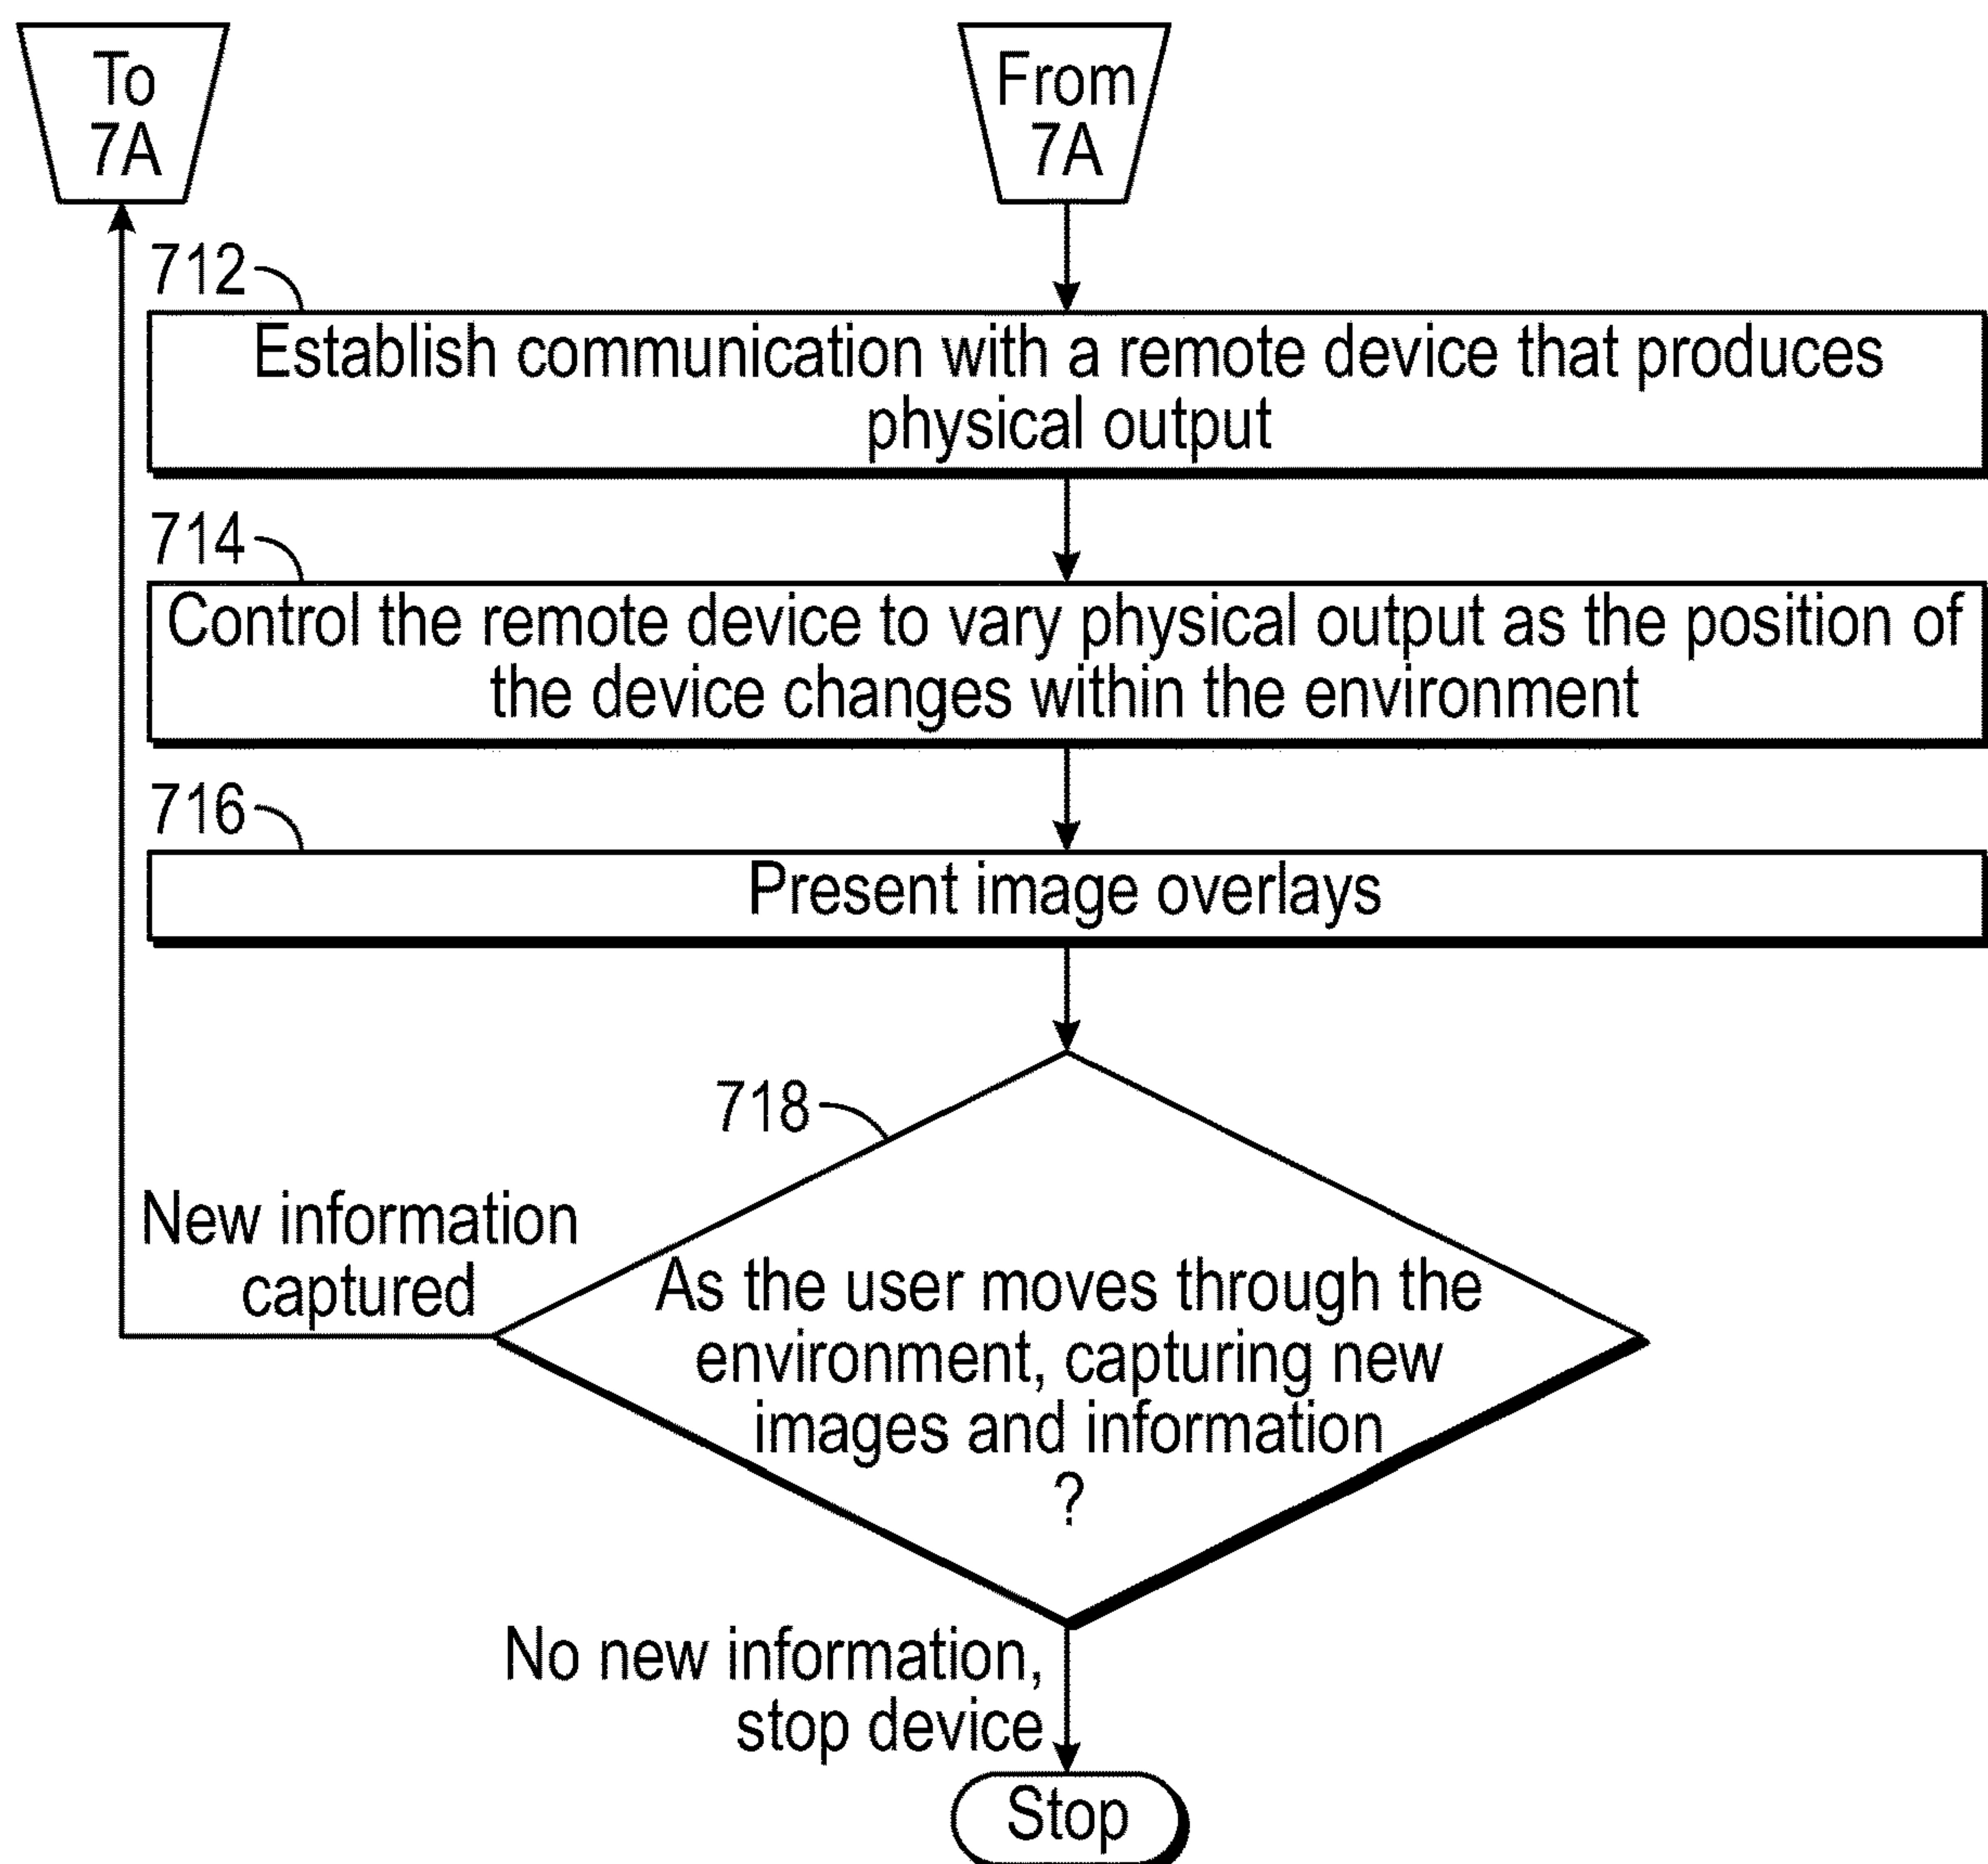 To
7A
From
7A
712
Establish communication with a remote device that produces
physical output
714
Control the remote device to vary physical output as the position of
the device changes within the environment
716
Present image overlays
718
New information
captured
As the user moves through the
environment, capturing new
images and information
?
No new information,
stop device
Stop